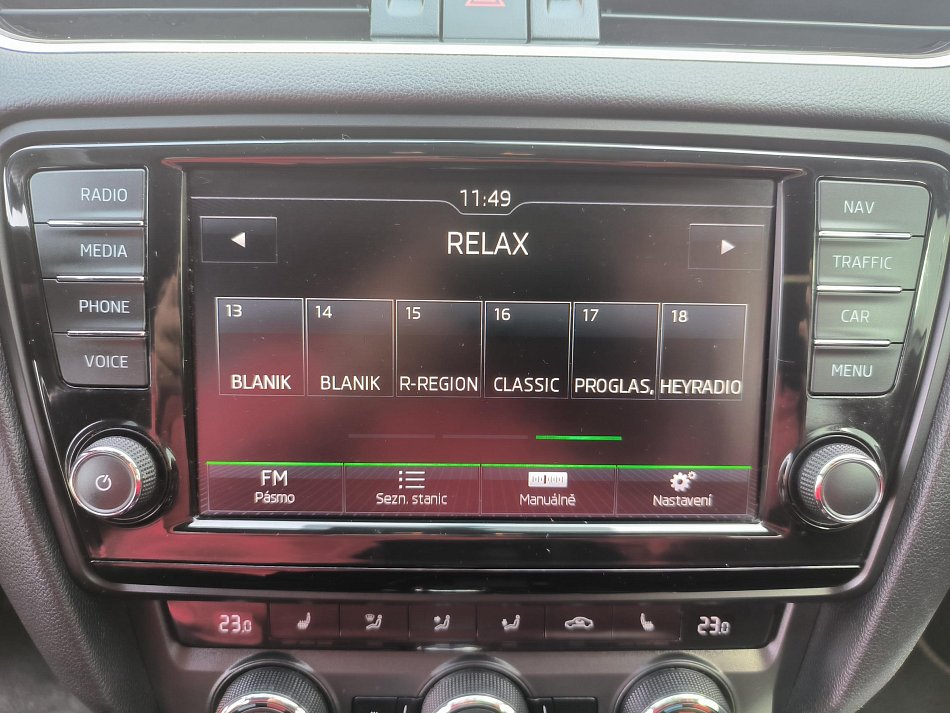 11:49
RADIO
MEDIA
PHONE
VOICE
RELAX
13 14 15 16 17 18
BLANIK BLANIK R-REGION CLASSIC PROGLAS. HEYRADIO
FM
Pásmo Sezn. stanic Manuálně Nastavení
NAV
TRAFFIC
CAR
MENU
23.0 23.0